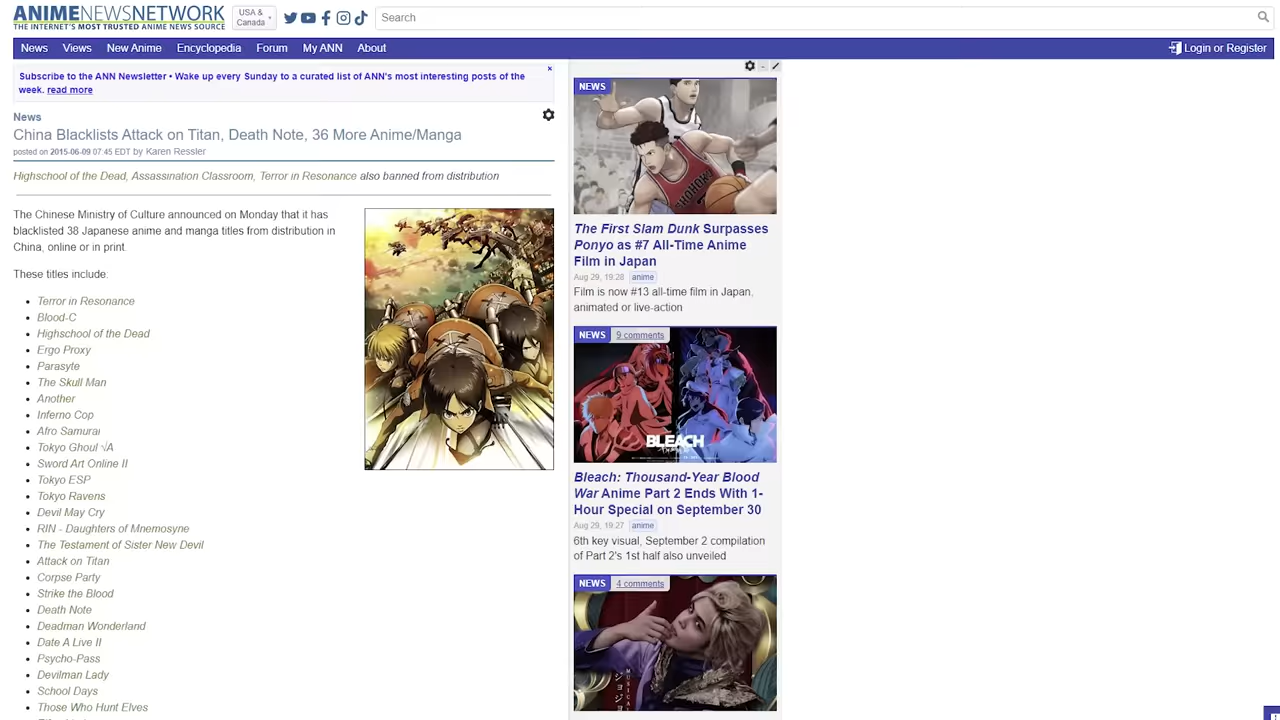 ANIMENEWSNETWORK
THE INTERNET'S MOST TRUSTED ANIME NEWS SOURCE
USA &
Canada
Search
News Views New Anime Encyclopedia Forum My ANN About Login or Register
Subscribe to the ANN Newsletter • Wake up every Sunday to a curated list of ANN's most interesting posts of the
week. read more
News
China Blacklists Attack on Titan, Death Note, 36 More Anime/Manga
posted on 2015-06-09 07:45 EDT by Karen Ressler
Highschool of the Dead, Assassination Classroom, Terror in Resonance also banned from distribution
The Chinese Ministry of Culture announced on Monday that it has
blacklisted 38 Japanese anime and manga titles from distribution in
China, online or in print.
These titles include:
Terror in Resonance
Blood-C
Highschool of the Dead
Ergo Proxy
Parasyte
The Skull Man
Another
Inferno Cop
Afro Samurai
Tokyo Ghoul √A
Sword Art Online II
Tokyo ESP
Tokyo Ravens
Devil May Cry
RIN - Daughters of Mnemosyne
The Testament of Sister New Devil
Attack on Titan
Corpse Party
Strike the Blood
Death Note
Deadman Wonderland
Date A Live II
Psycho-Pass
Devilman Lady
School Days
Those Who Hunt Elves
NEWS
SHOHOKU
The First Slam Dunk Surpasses
Ponyo as #7 All-Time Anime
Film in Japan
Aug 29, 19:28 anime
Film is now #13 all-time film in Japan,
animated or live-action
NEWS 9 comments
BLEACH
Bleach: Thousand-Year Blood
War Anime Part 2 Ends With 1-
Hour Special on September 30
Aug 29, 19:27 anime
6th key visual, September 2 compilation
of Part 2's 1st half also unveiled
NEWS 4 comments
MUSICAL
ジョジョ